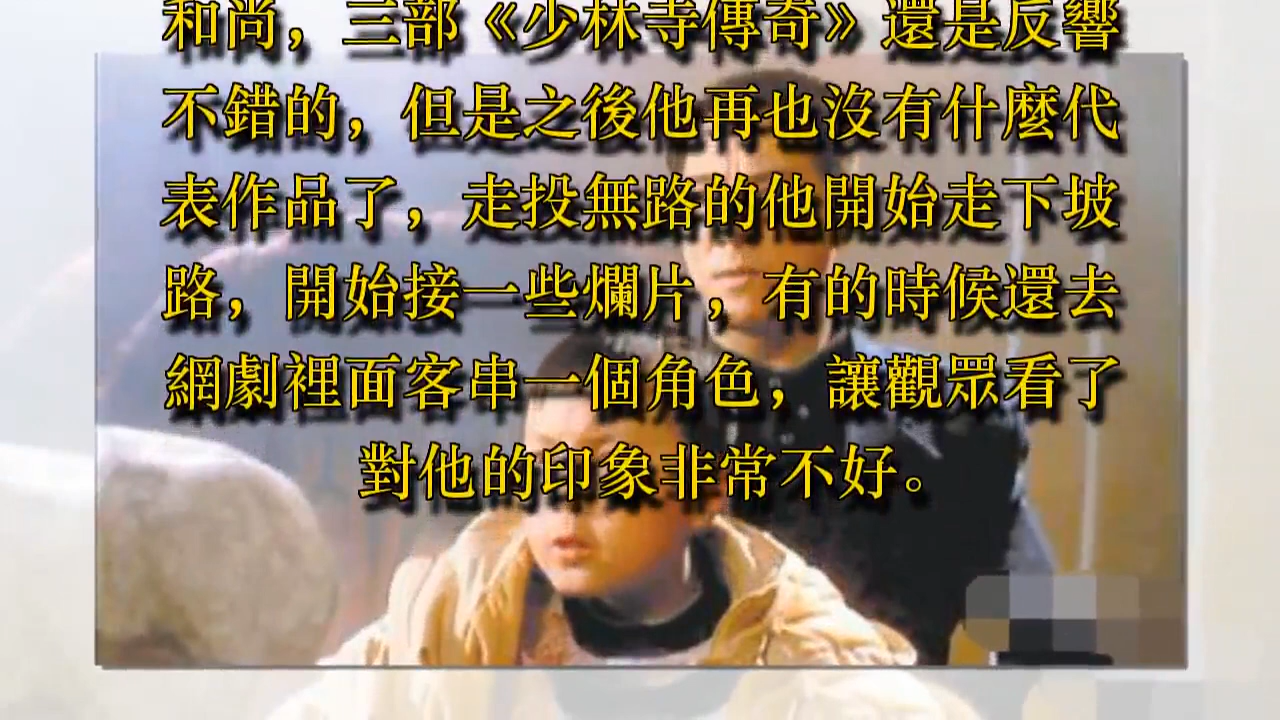 和尚，三部《少林寺傳奇》還是反響
不錯的，但是之後他再也沒有什麼代
表作品了，走投無路的他開始走下坡
路，開始接一些爛片，有的時候還去
網劇裡面客串一個角色，讓觀眾看了
對他的印象非常不好。